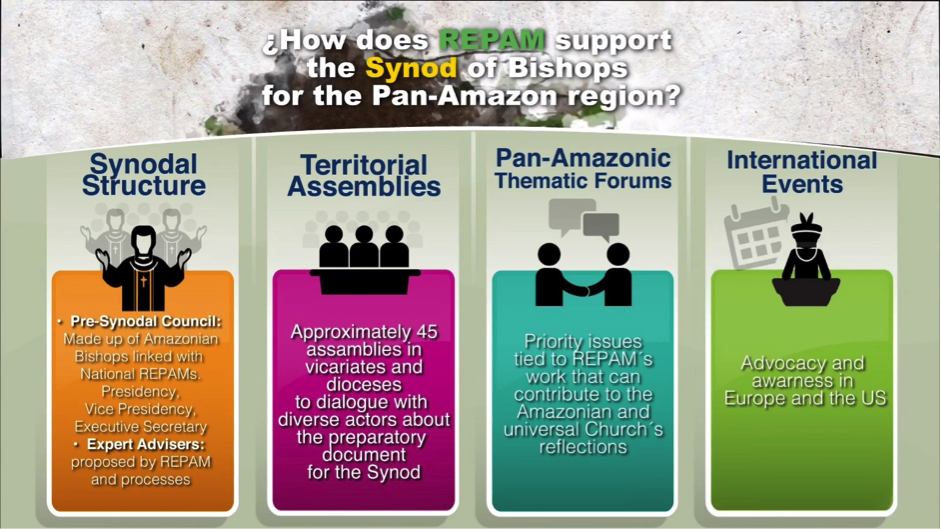 ¿How does REPAM support
the Synod of Bishops
for the Pan-Amazon region?
Synodal
Structure
• Pre-Synodal Council:
Made up of Amazonian
Bishops linked with
National REPAMs.
Presidency,
Vice Presidency,
Executive Secretary
• Expert Advisers:
proposed by REPAM
and processes
Territorial
Assemblies
Approximately 45
assemblies in
vicariates and
dioceses
to dialogue with
diverse actors about
the preparatory
document
for the Synod
Pan-Amazonic
Thematic Forums
Priority issues
tied to REPAM´s
work that can
contribute to the
Amazonian and
universal Church´s
reflections
International
Events
Advocacy and
awarness in
Europe and the US